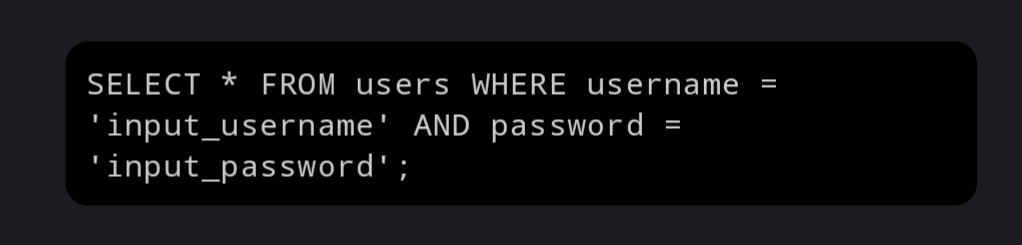 SELECT * FROM users WHERE username =
'input_username' AND password =
'input_password';